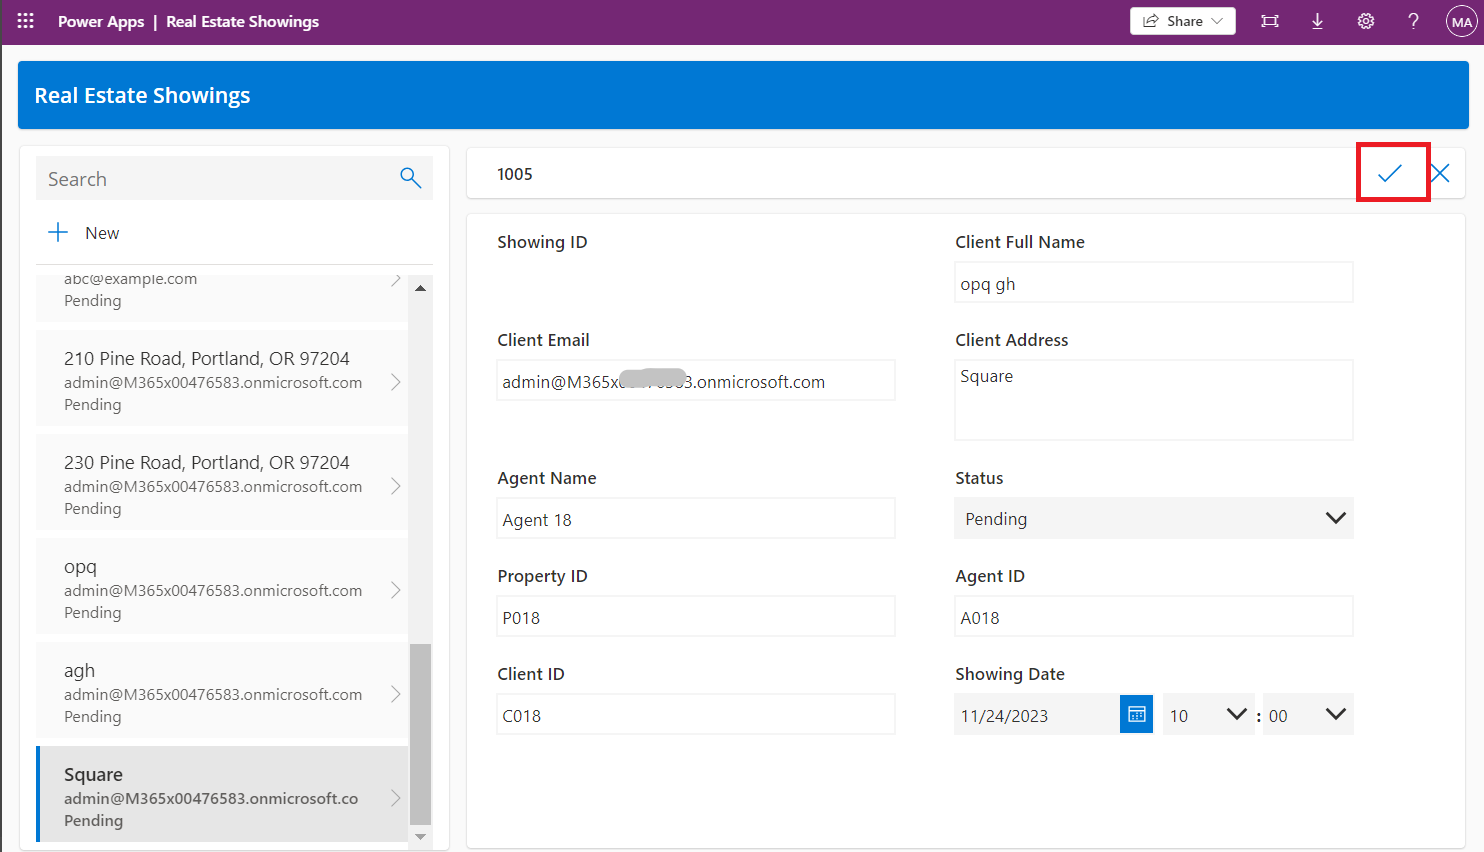 Power Apps | Real Estate Showings
Share
?
MA
Real Estate Showings
Search
New
abc@example.com
Pending
210 Pine Road, Portland, OR 97204
admin@M365x00476583.onmicrosoft.com
Pending
230 Pine Road, Portland, OR 97204
admin@M365x00476583.onmicrosoft.com
Pending
opq
admin@M365x00476583.onmicrosoft.com
Pending
agh
admin@M365x00476583.onmicrosoft.com
Pending
Square
admin@M365x00476583.onmicrosoft.co
Pending
1005
Showing ID
Client Full Name
opq gh
Client Email
admin@M365x 3.onmicrosoft.com
Client Address
Square
Agent Name
Agent 18
Status
Pending
Property ID
P018
Agent ID
A018
Client ID
C018
Showing Date
11/24/2023 10 : 00